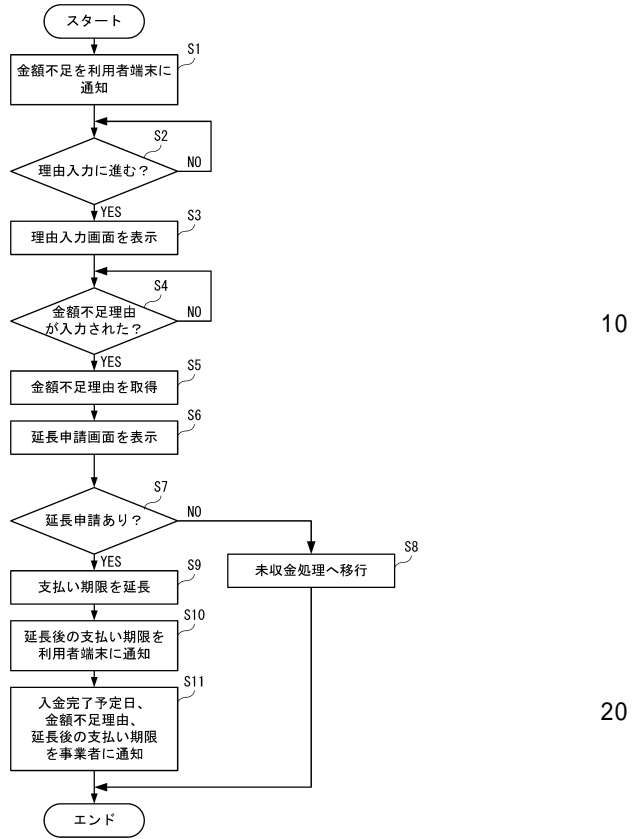 スタート
S1
金額不足を利用者端末に
通知
S2
理由入力に進む？
NO
YES
S3
理由入力画面を表示
S4
金額不足理由
が入力された？
NO
10
YES
S5
金額不足理由を取得
S6
延長申請画面を表示
S7
延長申請あり？
NO
YES
S8
未収金処理へ移行
S9
支払い期限を延長
S10
延長後の支払い期限を
利用者端末に通知
S11
入金完了予定日、
金額不足理由、
延長後の支払い期限
を事業者に通知
20
エンド